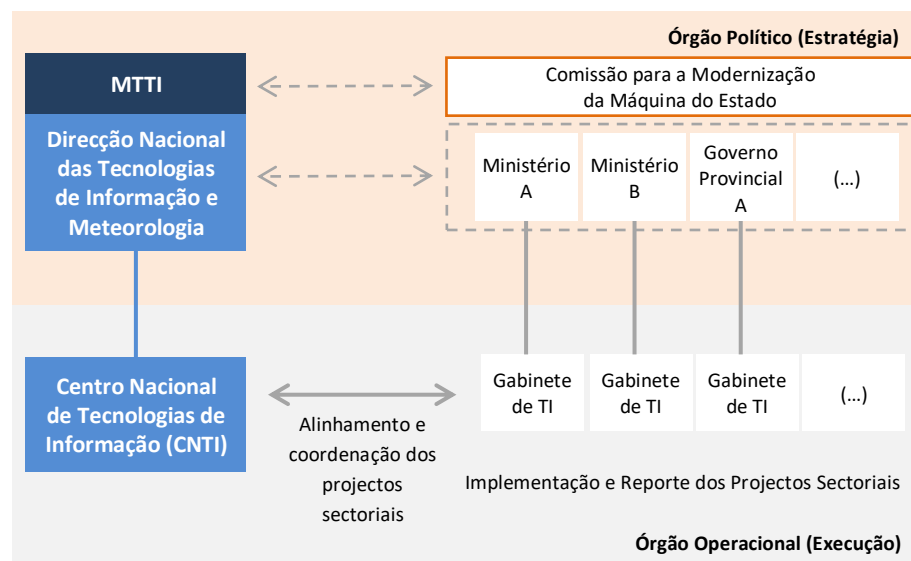 Órgão Político (Estratégia)
MTTI
Comissão para a Modernização
da Máquina do Estado
Direcção Nacional
das Tecnologias
de Informação e
Meteorologia
Ministério
A
Ministério
B
Governo
Provincial
A
(...)
Centro Nacional
de Tecnologias de
Informação (CNTI)
Alinhamento e
coordenação dos
projectos
sectoriais
Gabinete
de TI
Gabinete
de TI
Gabinete
de TI
(...)
Implementação e Reporte dos Projectos Sectoriais
Órgão Operacional (Execução)